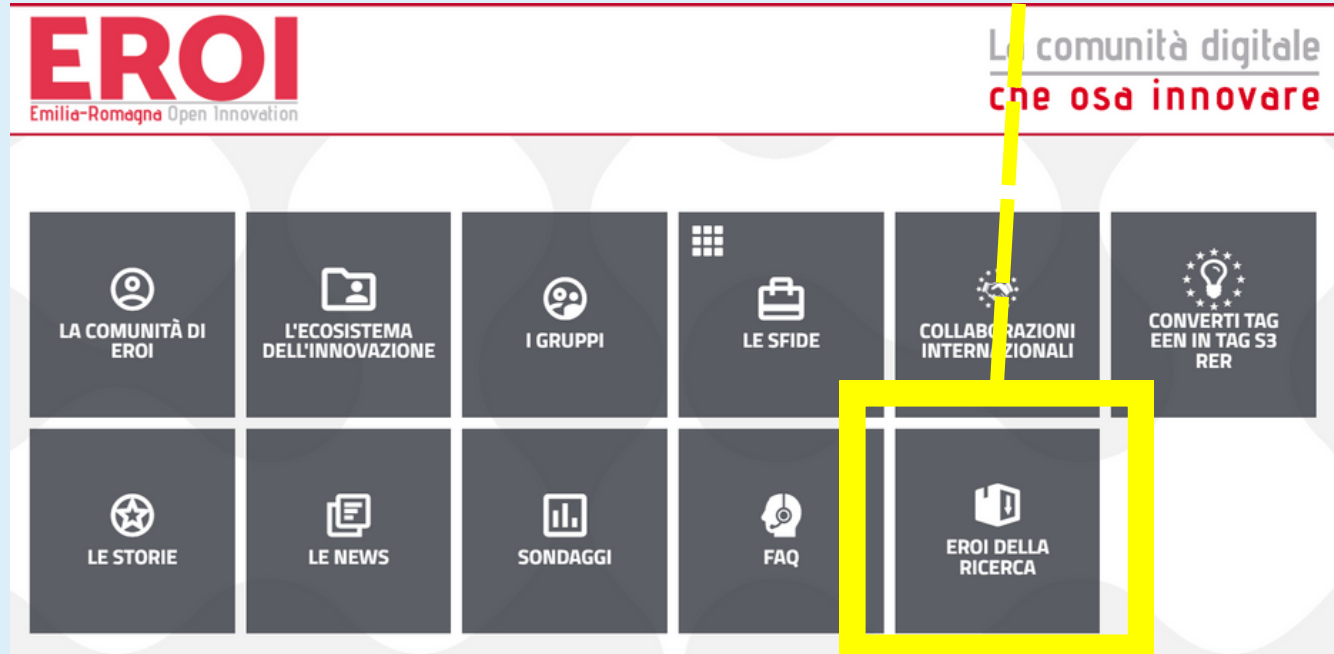 EROI
Emilia-Romagna Open Innovation
La comunità digitale
che osa innovare
LA COMUNITÀ DI
EROI
L'ECOSISTEMA
DELL'INNOVAZIONE
I GRUPPI
LE SFIDE
COLLABORAZIONI
INTERNAZIONALI
CONVERTI TAG
EEN IN TAG S3
RER
LE STORIE
LE NEWS
SONDAGGI
FAQ
EROI DELLA
RICERCA